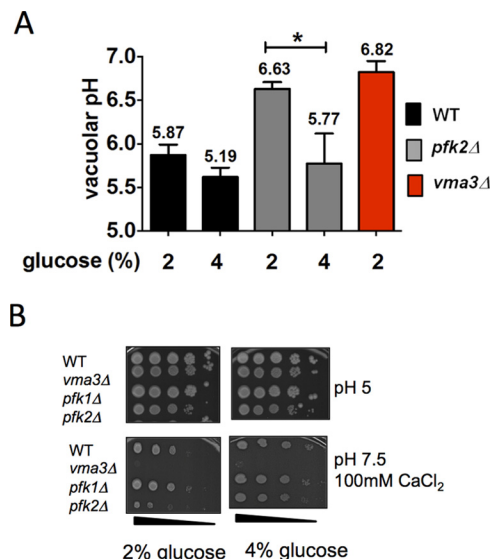 A
vacuolar pH
7.0
6.5
6.0
5.5
5.0
5.87
5.19
*
6.63
5.77
6.82
WT
pfk2Δ
vma3Δ
glucose (%) 2 4 2 4 2
B
WT
vma3Δ
pfk1Δ
pfk2Δ
pH 5
WT
vma3Δ
pfk1Δ
pfk2Δ
pH 7.5
100mM CaCl₂
2% glucose 4% glucose